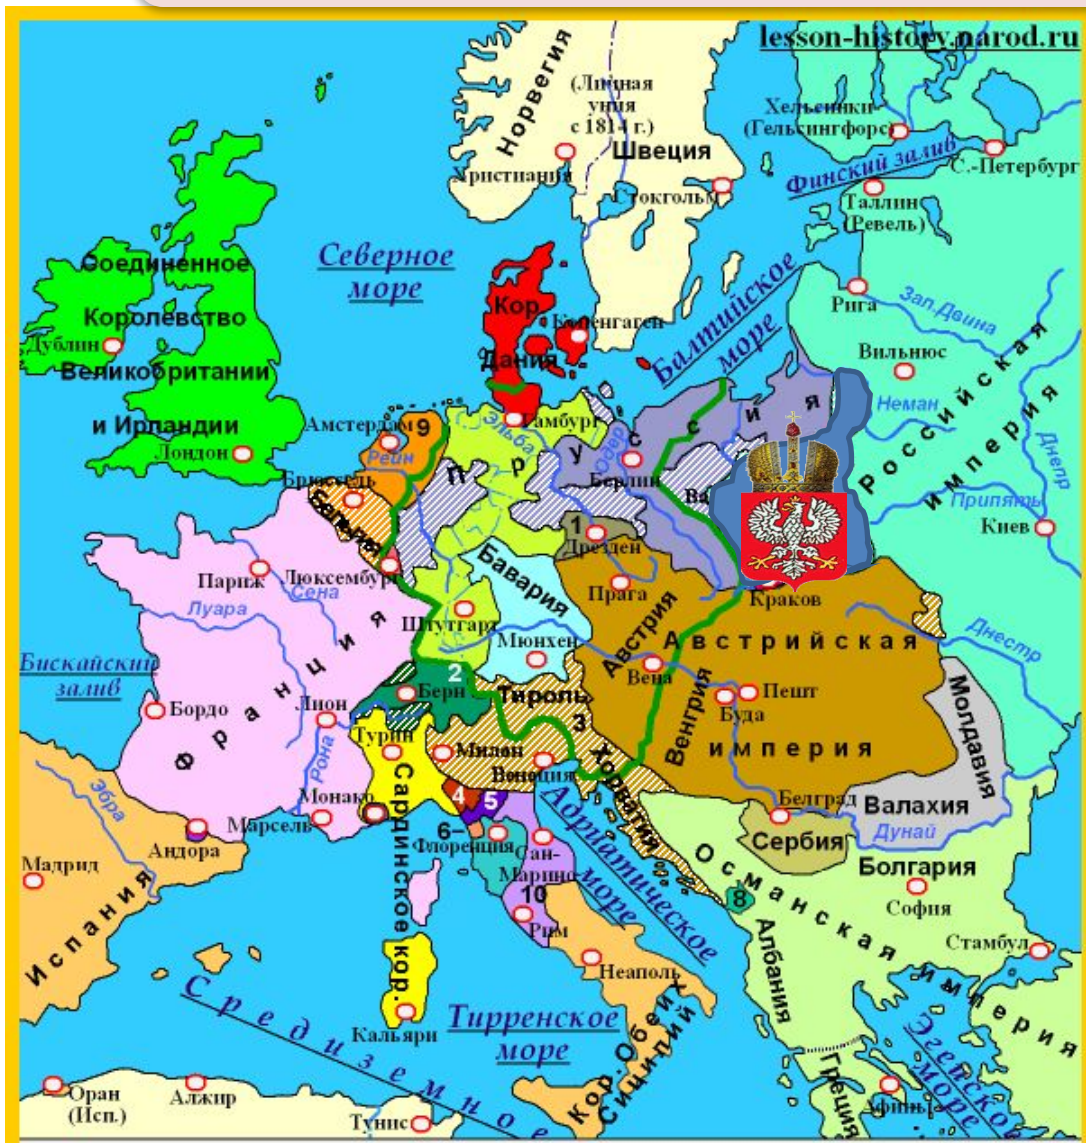 lesson-history.narod.ru
Норвегия
(Личная
уния
с 1814 г.)
Швеция
Христиания
Стокгольм
Хельсинки
(Гельсингфорс)
Финский залив
С.-Петербург
Таллин
(Ревель)
Северное
море
Соединенное
Королевство
Великобритании
и Ирландии
Дублин
Лондон
Кор.
Дания
Копенгаген
Балтийское
море
Рига
Зап.Двина
Вильнюс
Неман
Российская
империя
Днепр
Припять
Киев
Амстердам
9
Рейн
Гамбург
Эльба
Одер
Пруссия
Берлин
Ва
Брюссель
Бельгия
1
Дрезден
Люксембург
Бавария
Прага
Краков
Париж
Сена
Луара
Франция
Штутгарт
Мюнхен
Австрия
Австрийская
империя
Вена
Венгрия
Пешт
Буда
Днестр
Молдавия
Бискайский
залив
Бордо
Лион
Рона
2
Берн
Тироль
3
Турин
Милан
Венеция
Хорватия
Белград
Валахия
Сербия
Дунай
Болгария
София
Эбра
Монако
Марсель
Андора
Сардинское кор.
4
5
6–
Флоренция
Сан-
Марино
10
Рим
Адриатическое
море
8
Албания
Османская империя
Стамбул
Мадрид
Испания
Неаполь
Кальяри
Тирренское
море
Кор. Обеих
Сицилий
Средиземное
Греция
Афины
Эгейское
море
Оран
(Исп.)
Алжир
Тунис